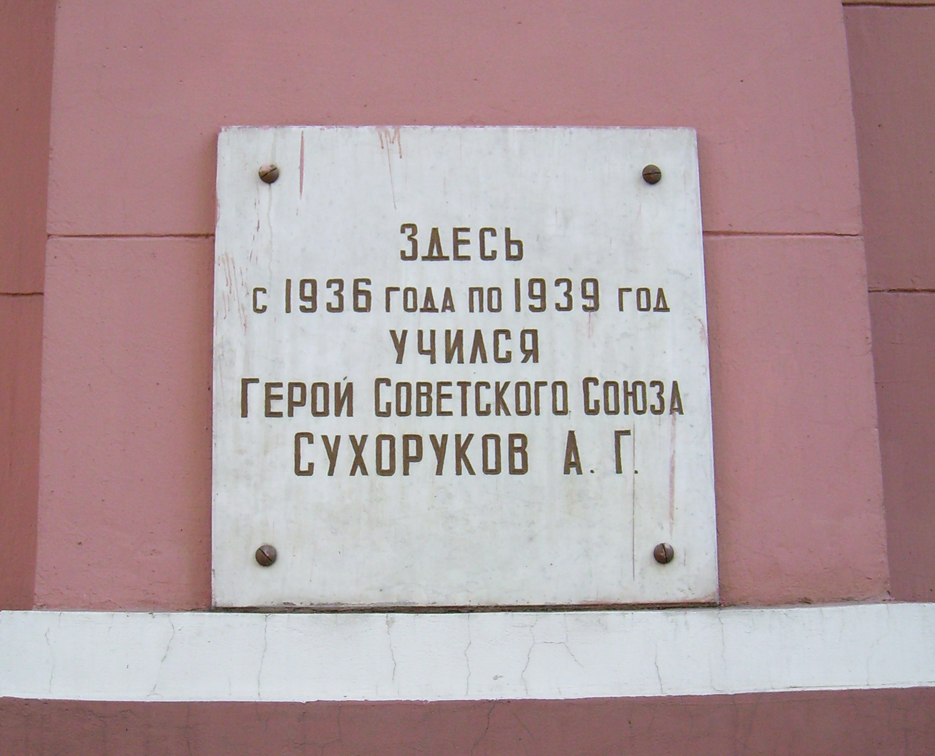 Здесь
с 1936 года по 1939 год
учился
Герой Советского Союза
Сухоруков А. Г.